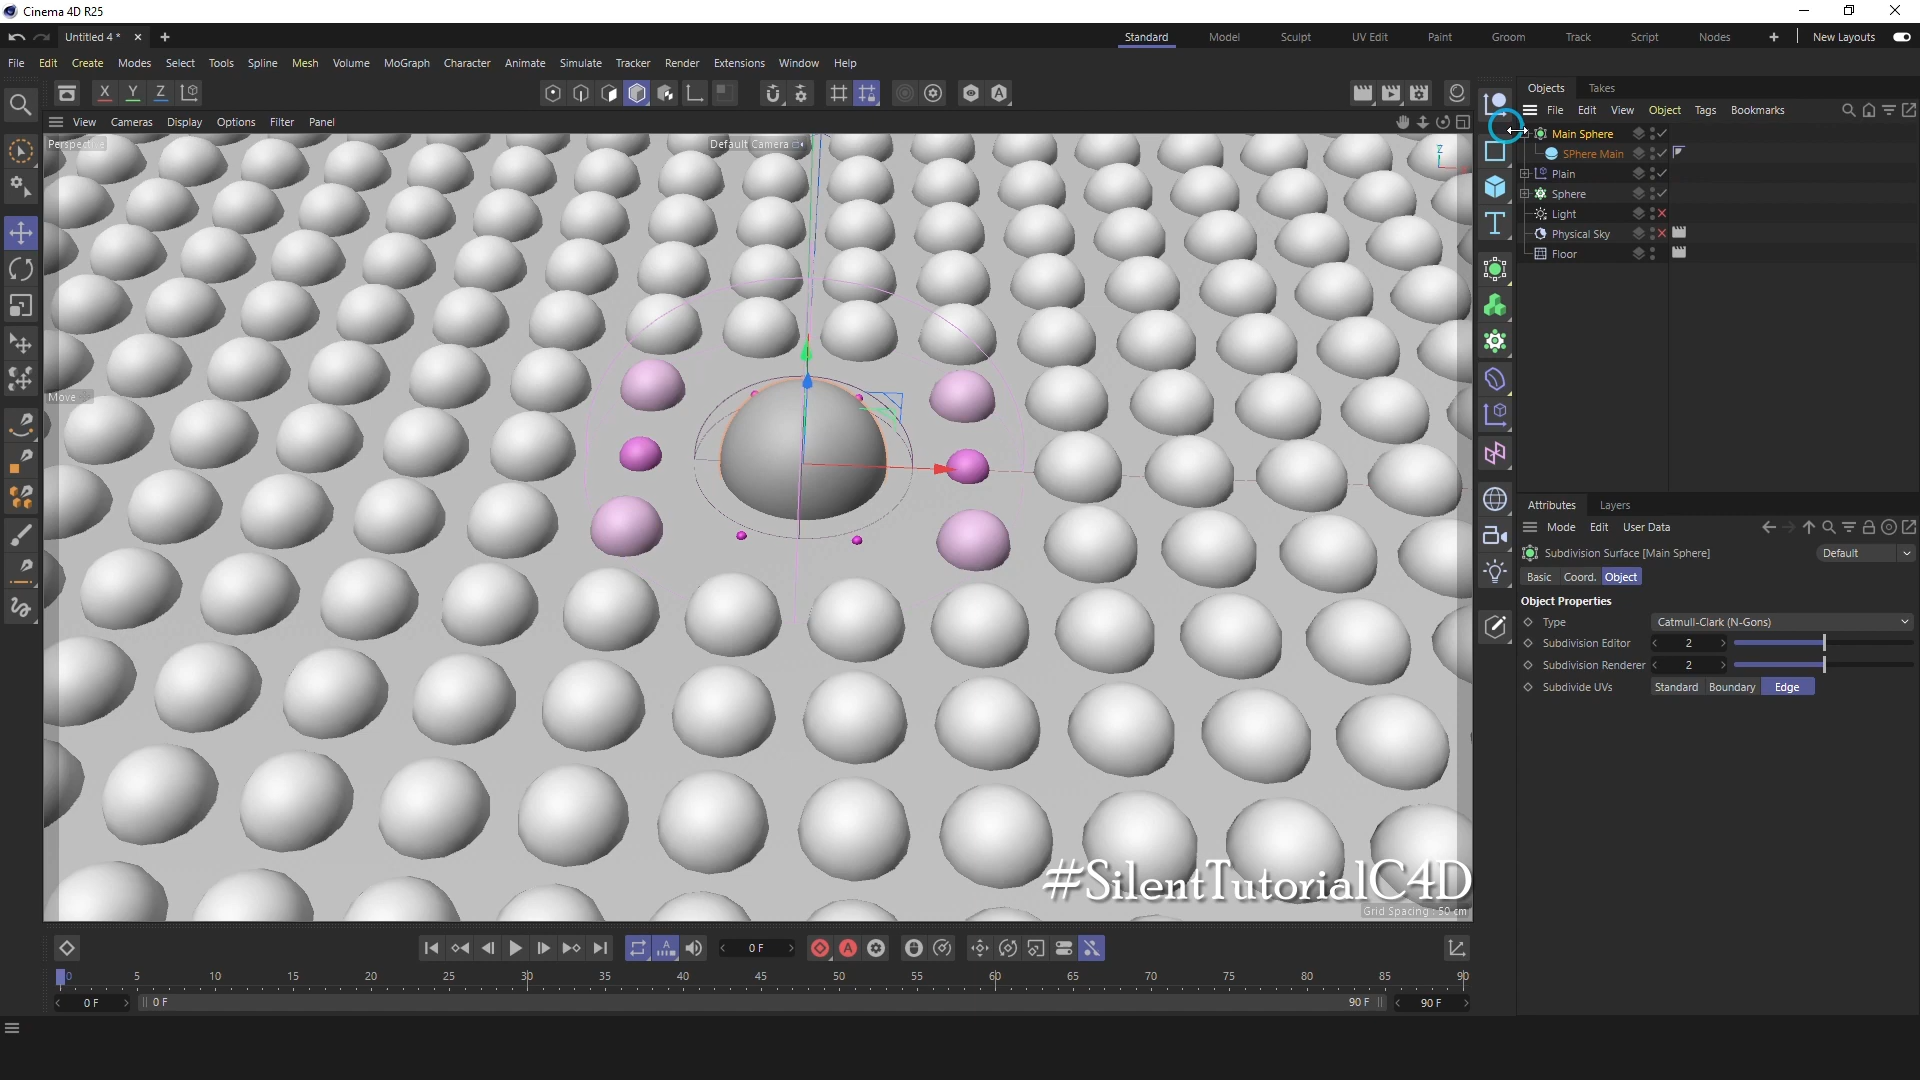 Cinema 4D R25
Untitled 4 *
Standard Model Sculpt UV Edit Paint Groom Track Script Nodes New Layouts
File Edit Create Modes Select Tools Spline Mesh Volume MoGraph Character Animate Simulate Tracker Render Extensions Window Help
X Y Z
Objects Takes
File Edit View Object Tags Bookmarks
View Cameras Display Options Filter Panel
Perspective
Default Camera
Z
Main Sphere
SPhere Main
Plain
Sphere
Light
Physical Sky
Floor
Move
Attributes Layers
Mode Edit User Data
Subdivision Surface [Main Sphere]
Default
Basic Coord. Object
Object Properties
Type Catmull-Clark (N-Gons)
Subdivision Editor 2
Subdivision Renderer 2
Subdivide UVs Standard Boundary Edge
#SilentTutorialC4D
Grid Spacing : 50 cm
0 F
0 5 10 15 20 25 30 35 40 45 50 55 60 65 70 75 80 85 90
0 F 0 F 90 F 90 F